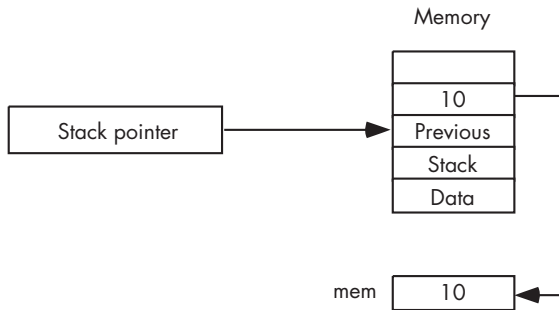 Memory
10
Stack pointer
Previous
Stack
Data
mem
10